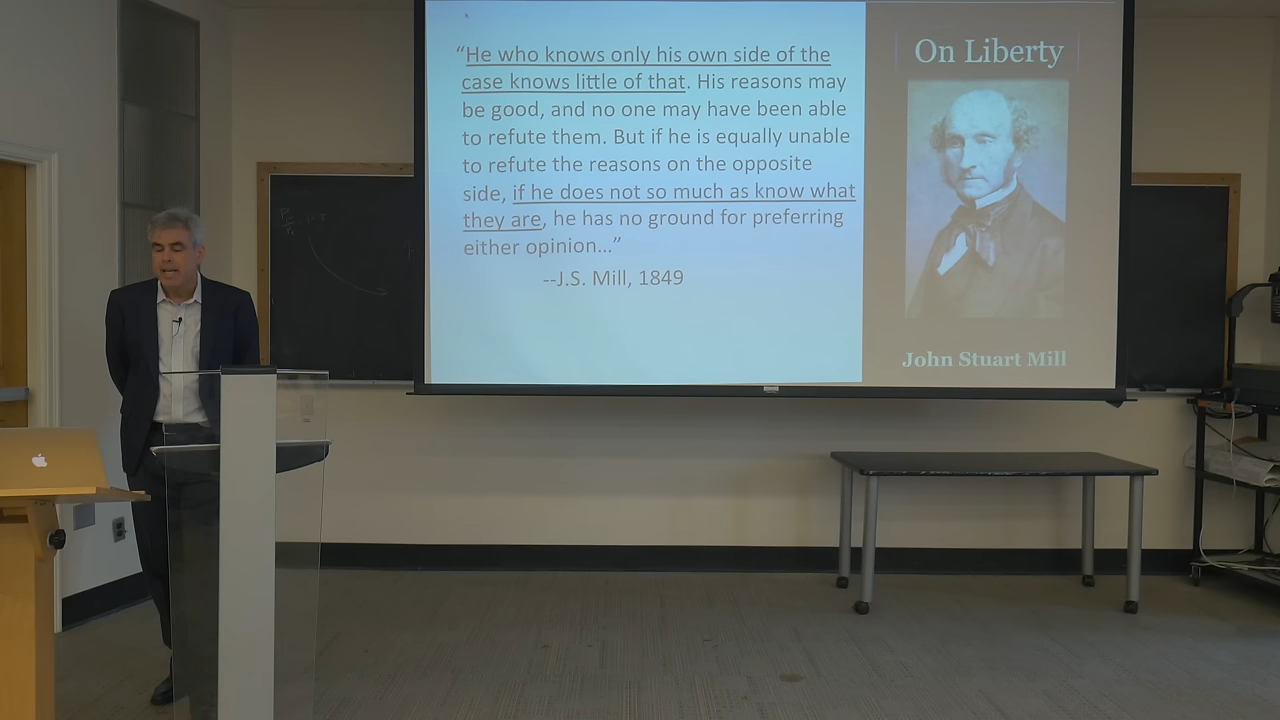 “He who knows only his own side of the
case knows little of that. His reasons may
be good, and no one may have been able
to refute them. But if he is equally unable
to refute the reasons on the opposite
side, if he does not so much as know what
they are, he has no ground for preferring
either opinion...”
--J.S. Mill, 1849
On Liberty
John Stuart Mill